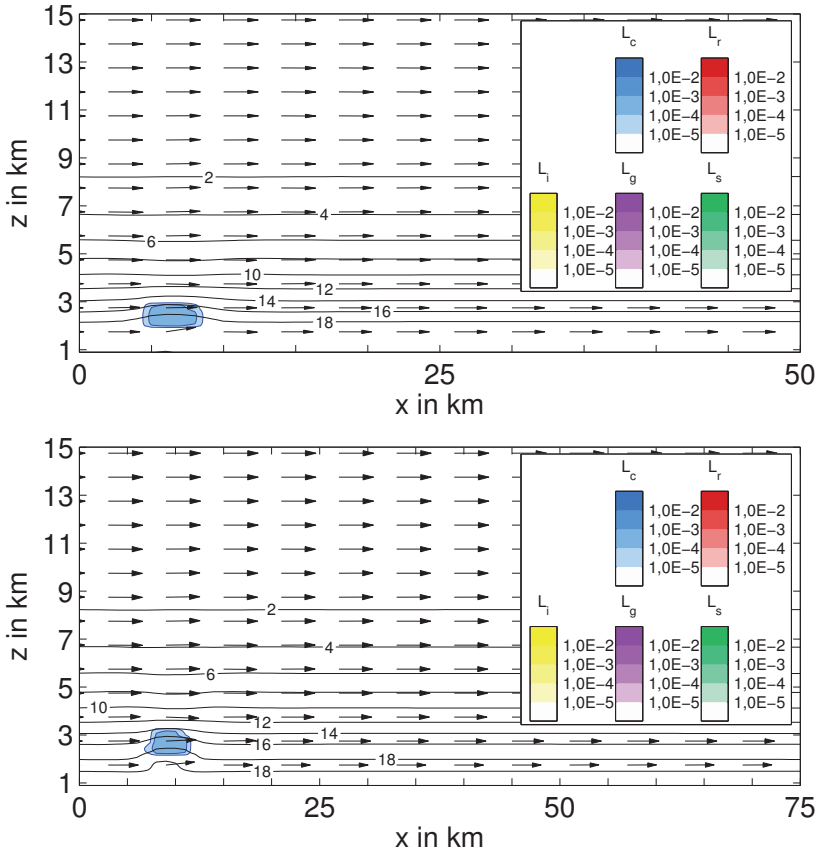 15
13
11
9
7
5
3
1
z in km
0
25
50
x in km
2
4
6
10
12
14
16
18
L_c L_r
1,0E−2 1,0E−2
1,0E−3 1,0E−3
1,0E−4 1,0E−4
1,0E−5 1,0E−5
L_i L_g L_s
1,0E−2 1,0E−2 1,0E−2
1,0E−3 1,0E−3 1,0E−3
1,0E−4 1,0E−4 1,0E−4
1,0E−5 1,0E−5 1,0E−5
15
13
11
9
7
5
3
1
z in km
0
25
50
75
x in km
2
4
6
10
12
14
16
18
18
L_c L_r
1,0E−2 1,0E−2
1,0E−3 1,0E−3
1,0E−4 1,0E−4
1,0E−5 1,0E−5
L_i L_g L_s
1,0E−2 1,0E−2 1,0E−2
1,0E−3 1,0E−3 1,0E−3
1,0E−4 1,0E−4 1,0E−4
1,0E−5 1,0E−5 1,0E−5